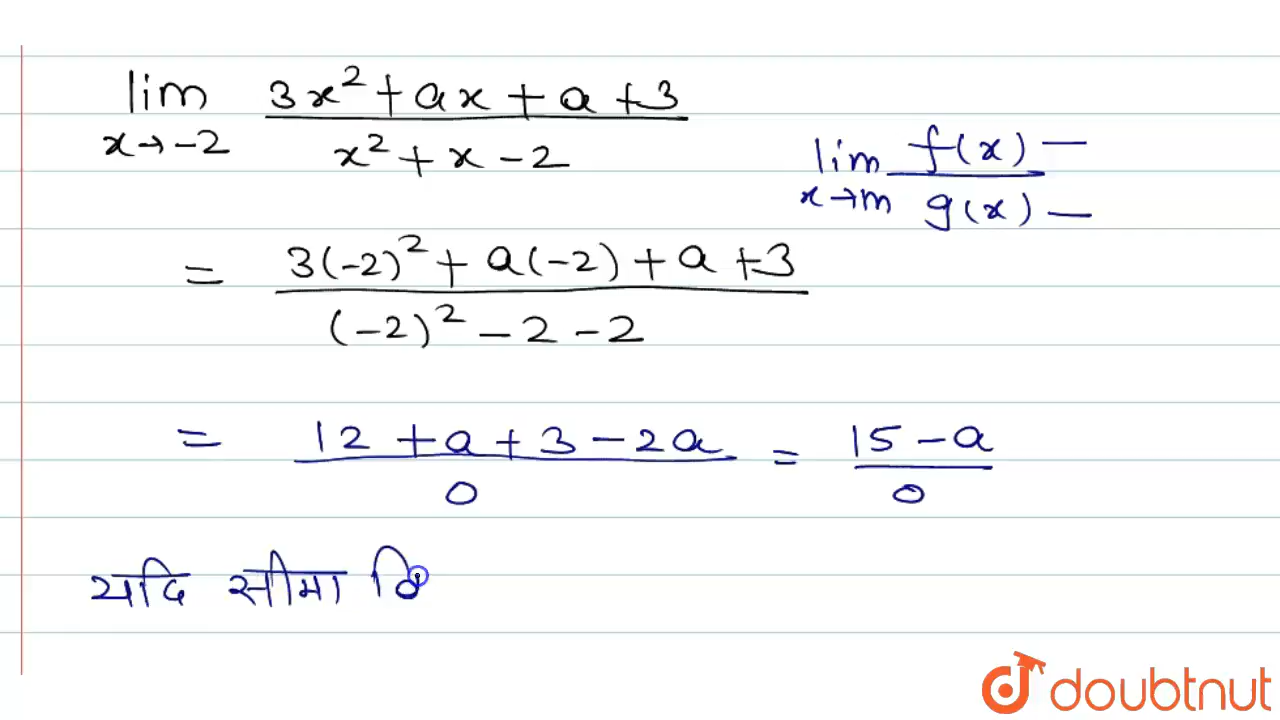 lim 3x² + ax + a + 3
x → -2 x² + x - 2
lim f(x) —
x → m g(x) —
= 3(-2)² + a(-2) + a + 3
(-2)² - 2 - 2
= 12 + a + 3 - 2a = 15 - a
0 0
यदि सीमा
doubtnut